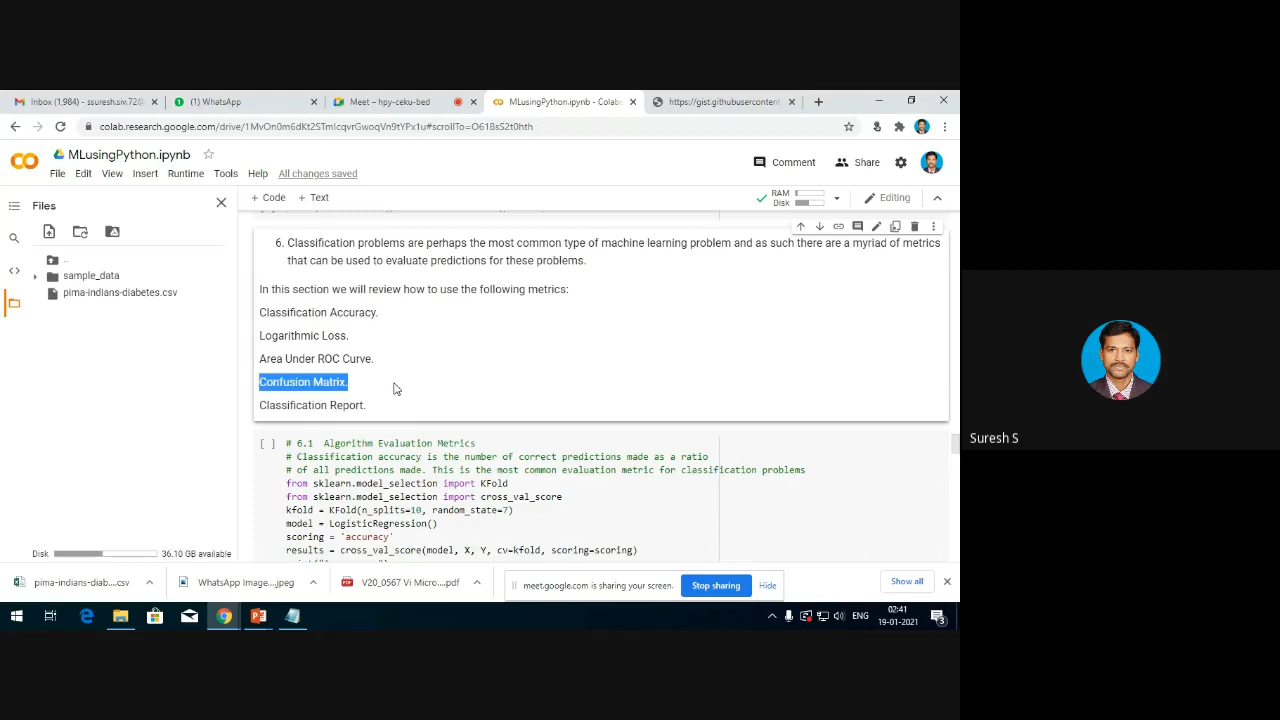 Inbox (1,984) - ssuresh.siv.72@
(1) WhatsApp
Meet – hpy-ceku-bed
MLusingPython.ipynb - Colab
https://gist.githubusercontent
colab.research.google.com/drive/
MLusingPython.ipynb
Comment
Share
File Edit View Insert Runtime Tools Help All changes saved
Files
+ Code + Text
RAM
Disk
Editing
..
sample_data
pima-indians-diabetes.csv
6. Classification problems are perhaps the most common type of machine learning problem and as such there are a myriad of metrics
that can be used to evaluate predictions for these problems.
In this section we will review how to use the following metrics:
Classification Accuracy.
Logarithmic Loss.
Area Under ROC Curve.
Confusion Matrix.
Classification Report.
[ ] # 6.1 Algorithm Evaluation Metrics
# Classification accuracy is the number of correct predictions made as a ratio
# of all predictions made. This is the most common evaluation metric for classification problems
from sklearn.model_selection import KFold
from sklearn.model_selection import cross_val_score
kfold = KFold(n_splits=10, random_state=7)
model = LogisticRegression()
scoring = 'accuracy'
results = cross_val_score(model, X, Y, cv=kfold, scoring=scoring)
Disk
36.10 GB available
Suresh S
pima-indians-diab....csv
WhatsApp Image....jpeg
V20_0567 Vi Micro....pdf
meet.google.com is sharing your screen.
Stop sharing
Hide
Show all
ENG
02:41
19-01-2021
3